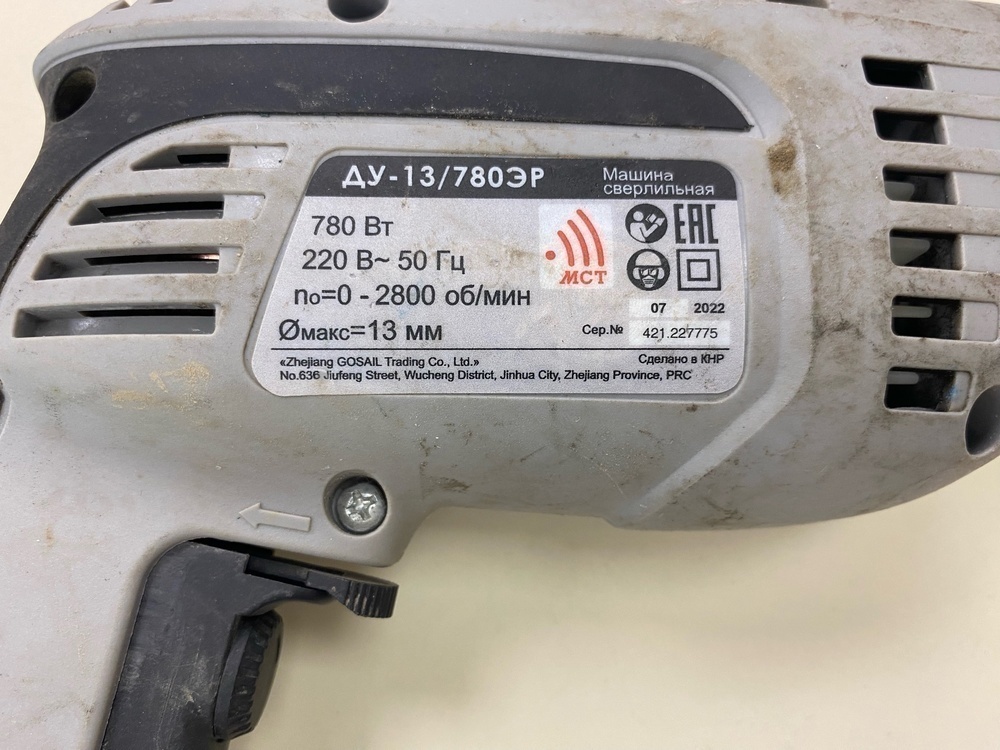 ДУ-13/780ЭР
Машина
сверлильная
780 Вт
220 В~ 50 Гц
no=0 - 2800 об/мин
Øмакс=13 мм
МСТ
EAC
07 2022
Сер.№ 421.227775
«Zhejiang GOSAIL Trading Co., Ltd.» Сделано в КНР
No.636 Jiufeng Street, Wucheng District, Jinhua City, Zhejiang Province, PRC